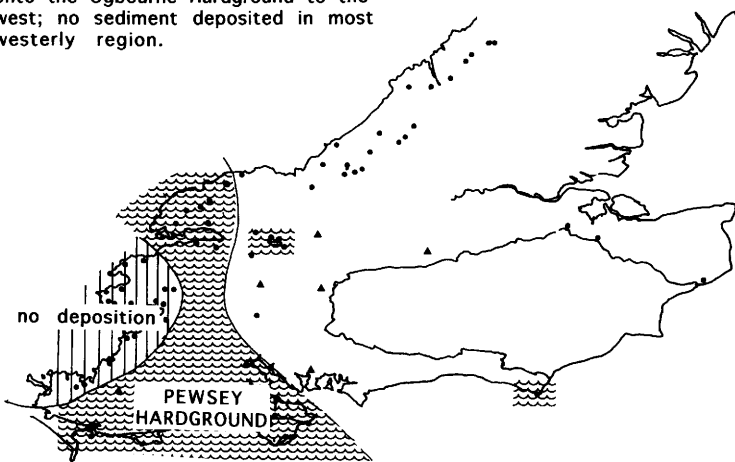 onto the Ogbourne Hardground to the
west; no sediment deposited in most
westerly region.
no deposition
PEWSEY
HARDGROUND